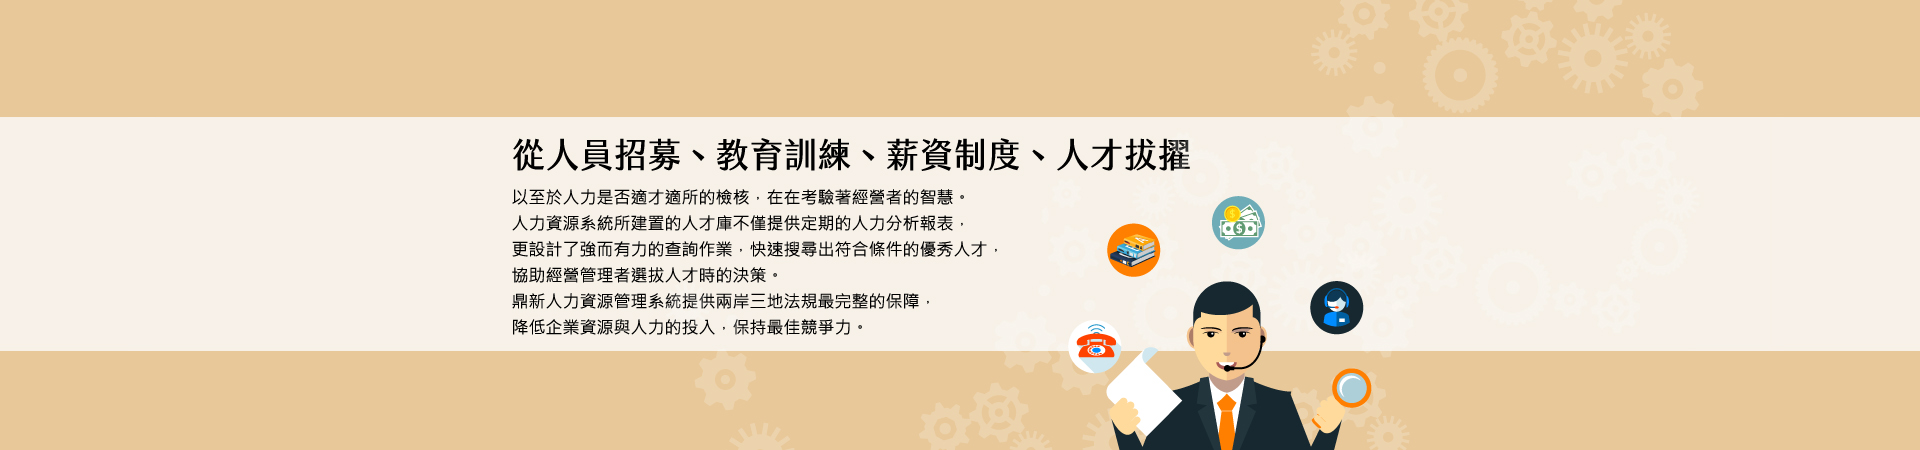 從人員招募、教育訓練、薪資制度、人才拔擢
以至於人力是否適才適所的檢核，在在考驗著經營者的智慧。
人力資源系統所建置的人才庫不僅提供定期的人力分析報表，
更設計了強而有力的查詢作業，快速搜尋出符合條件的優秀人才，
協助經營管理者選拔人才時的決策。
鼎新人力資源管理系統提供兩岸三地法規最完整的保障，
降低企業資源與人力的投入，保持最佳競爭力。